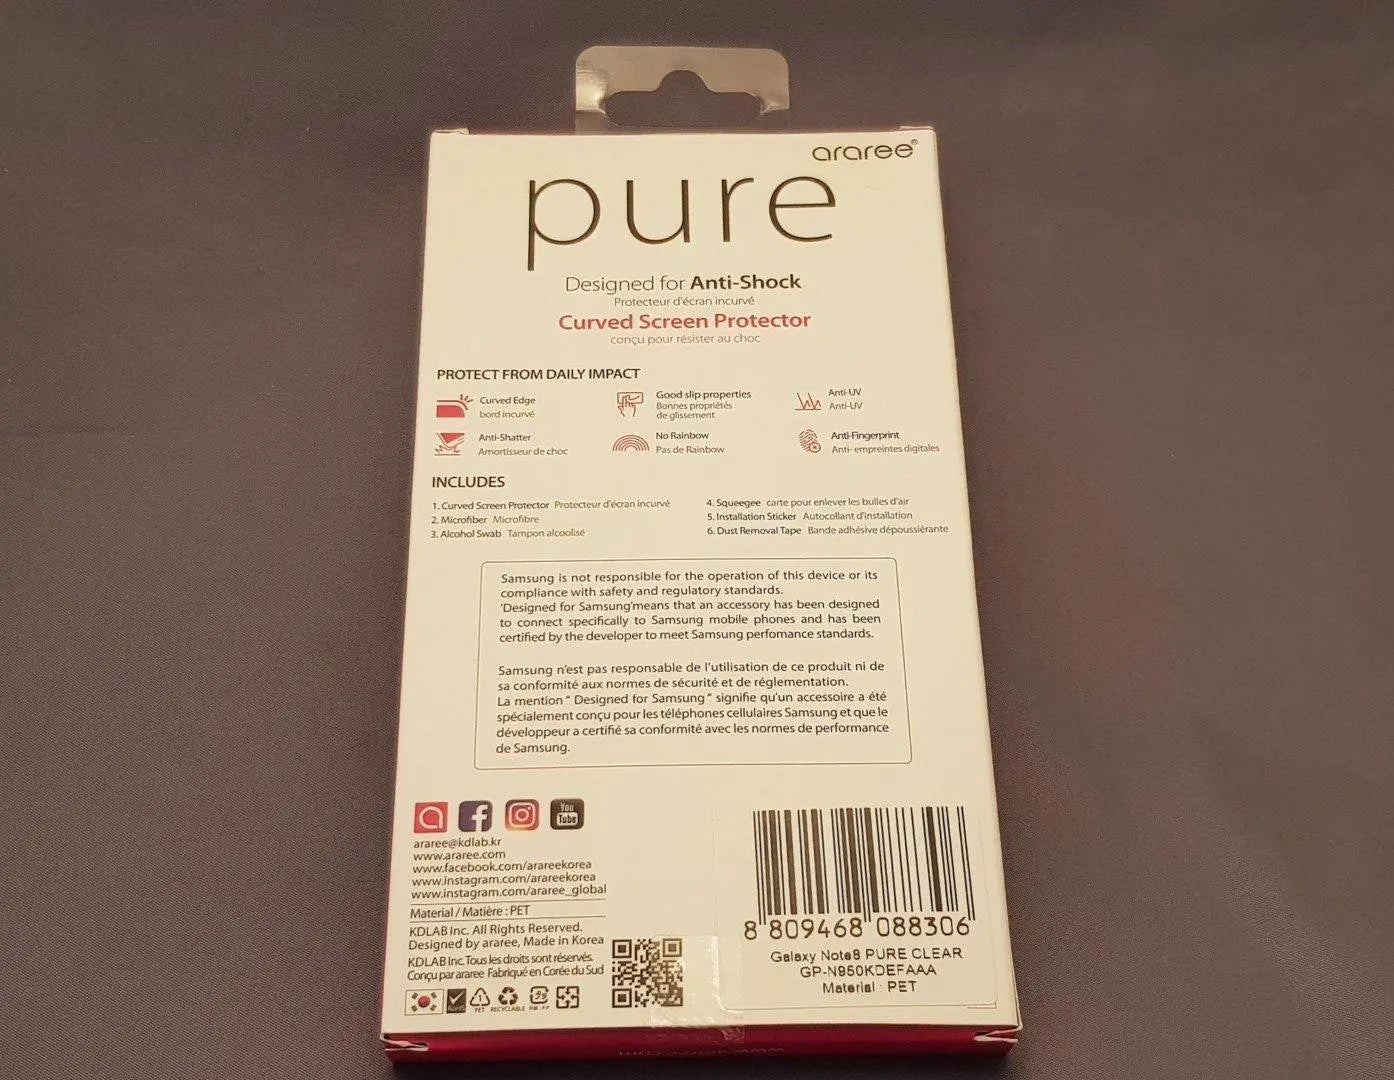 araree®
pure
Designed for Anti-Shock
Protecteur d'écran incurvé
Curved Screen Protector
conçu pour résister au choc
PROTECT FROM DAILY IMPACT
Curved Edge
bord incurvé
Good slip properties
Bonnes propriétés
de glissement
Anti-UV
Anti-UV
Anti-Shatter
Amortisseur de choc
No Rainbow
Pas de Rainbow
Anti-Fingerprint
Anti- empreintes digitales
INCLUDES
1. Curved Screen Protector Protecteur d'écran incurvé
2. Microfiber Microfibre
3. Alcohol Swab Tampon alcoolisé
4. Squeegee carte pour enlever les bulles d'air
5. Installation Sticker Autocollant d'installation
6. Dust Removal Tape Bande adhésive dépoussiérante
Samsung is not responsible for the operation of this device or its
compliance with safety and regulatory standards.
'Designed for Samsung'means that an accessory has been designed
to connect specifically to Samsung mobile phones and has been
certified by the developer to meet Samsung perfomance standards.
Samsung n'est pas responsable de l'utilisation de ce produit ni de
sa conformité aux normes de sécurité et de réglementation.
La mention " Designed for Samsung " signifie qu'un accessoire a été
spécialement conçu pour les téléphones cellulaires Samsung et que le
développeur a certifié sa conformité avec les normes de performance
de Samsung.
You
Tube
araree@kdlab.kr
www.araree.com
www.facebook.com/arareekorea
www.instagram.com/arareekorea
www.instagram.com/araree_global
Material / Matière : PET
KDLAB Inc. All Rights Reserved.
Designed by araree, Made in Korea
KDLAB Inc. Tous les droits sont réservés.
Conçu par araree Fabriqué en Corée du Sud
RoHS
PET
RECYCLABLE
8 809468 088306
Galaxy Note8 PURE CLEAR
GP-N950KDEFAAA
Material : PET